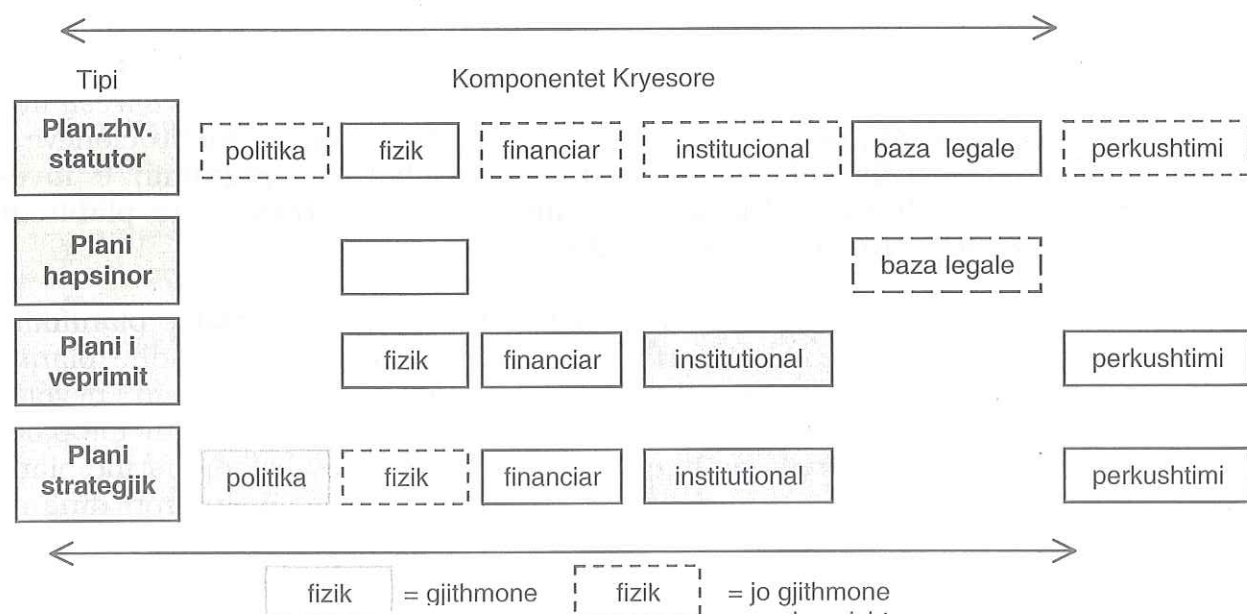 Tipi Komponentet Kryesore
Plan.zhv.
statutor
politika fizik financiar institucional baza legale perkushtimi
Plani
hapsinor
baza legale
Plani i
veprimit
fizik financiar institutional perkushtimi
Plani
strategjik
politika fizik financiar institutional perkushtimi
fizik = gjithmone fizik = jo gjithmone